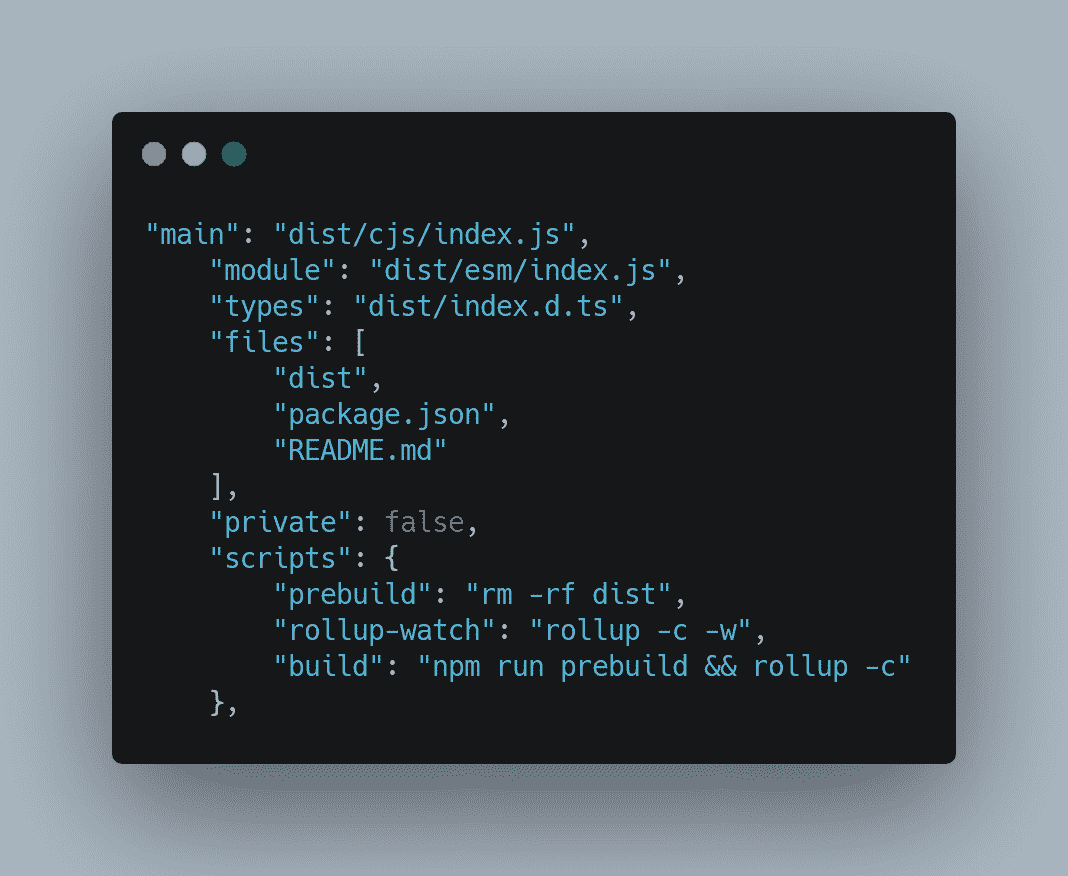 "main": "dist/cjs/index.js",
    "module": "dist/esm/index.js",
    "types": "dist/index.d.ts",
    "files": [
        "dist",
        "package.json",
        "README.md"
    ],
    "private": false,
    "scripts": {
        "prebuild": "rm -rf dist",
        "rollup-watch": "rollup -c -w",
        "build": "npm run prebuild && rollup -c"
    },